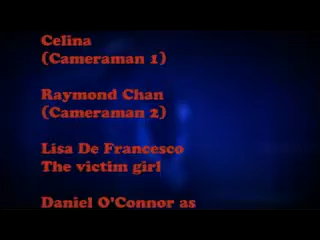 Celina
(Cameraman 1)
Raymond Chan
(Cameraman 2)
Lisa De Francesco
The victim girl
Daniel O'Connor as